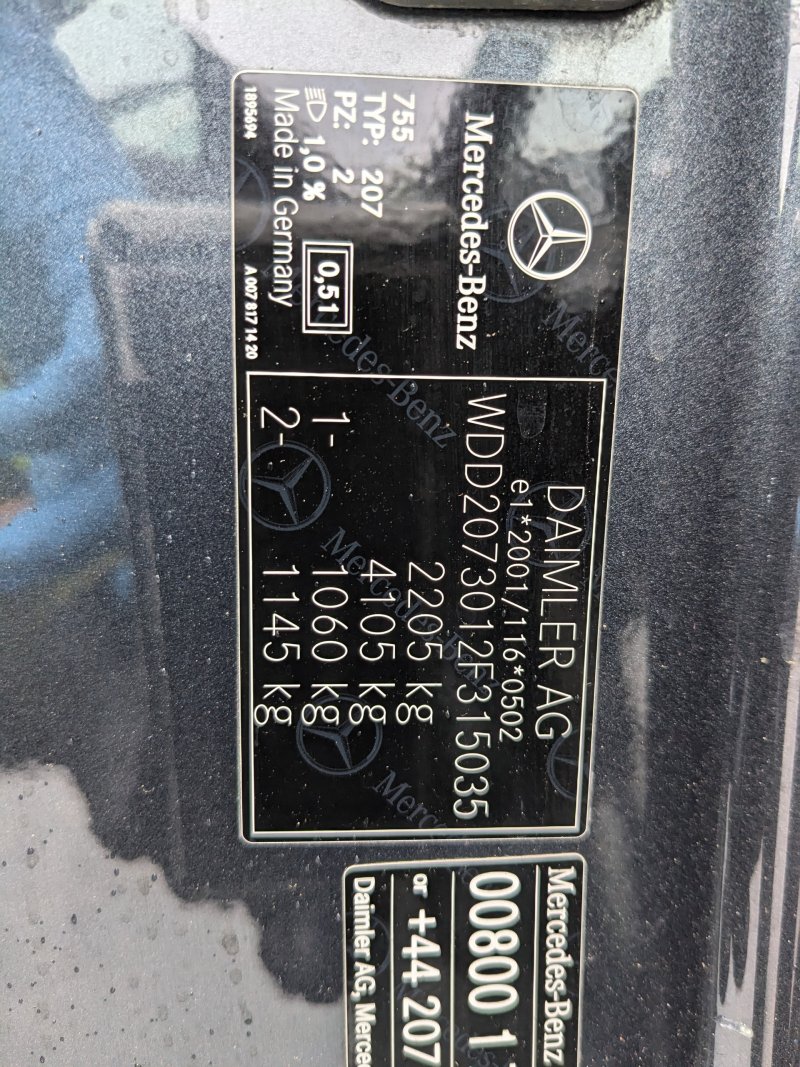 Mercedes-Benz
755
TYP: 207
PZ: 2
1,0 %
0,51
Made in Germany
1895694
A 007 817 14 20
DAIMLER AG
e1*2001/116*0502
WDD2073012F315035
2205 kg
4105 kg
1- 1060 kg
2- 1145 kg
Mercedes-Benz
00800 1
or +44 207
Daimler AG, Merced